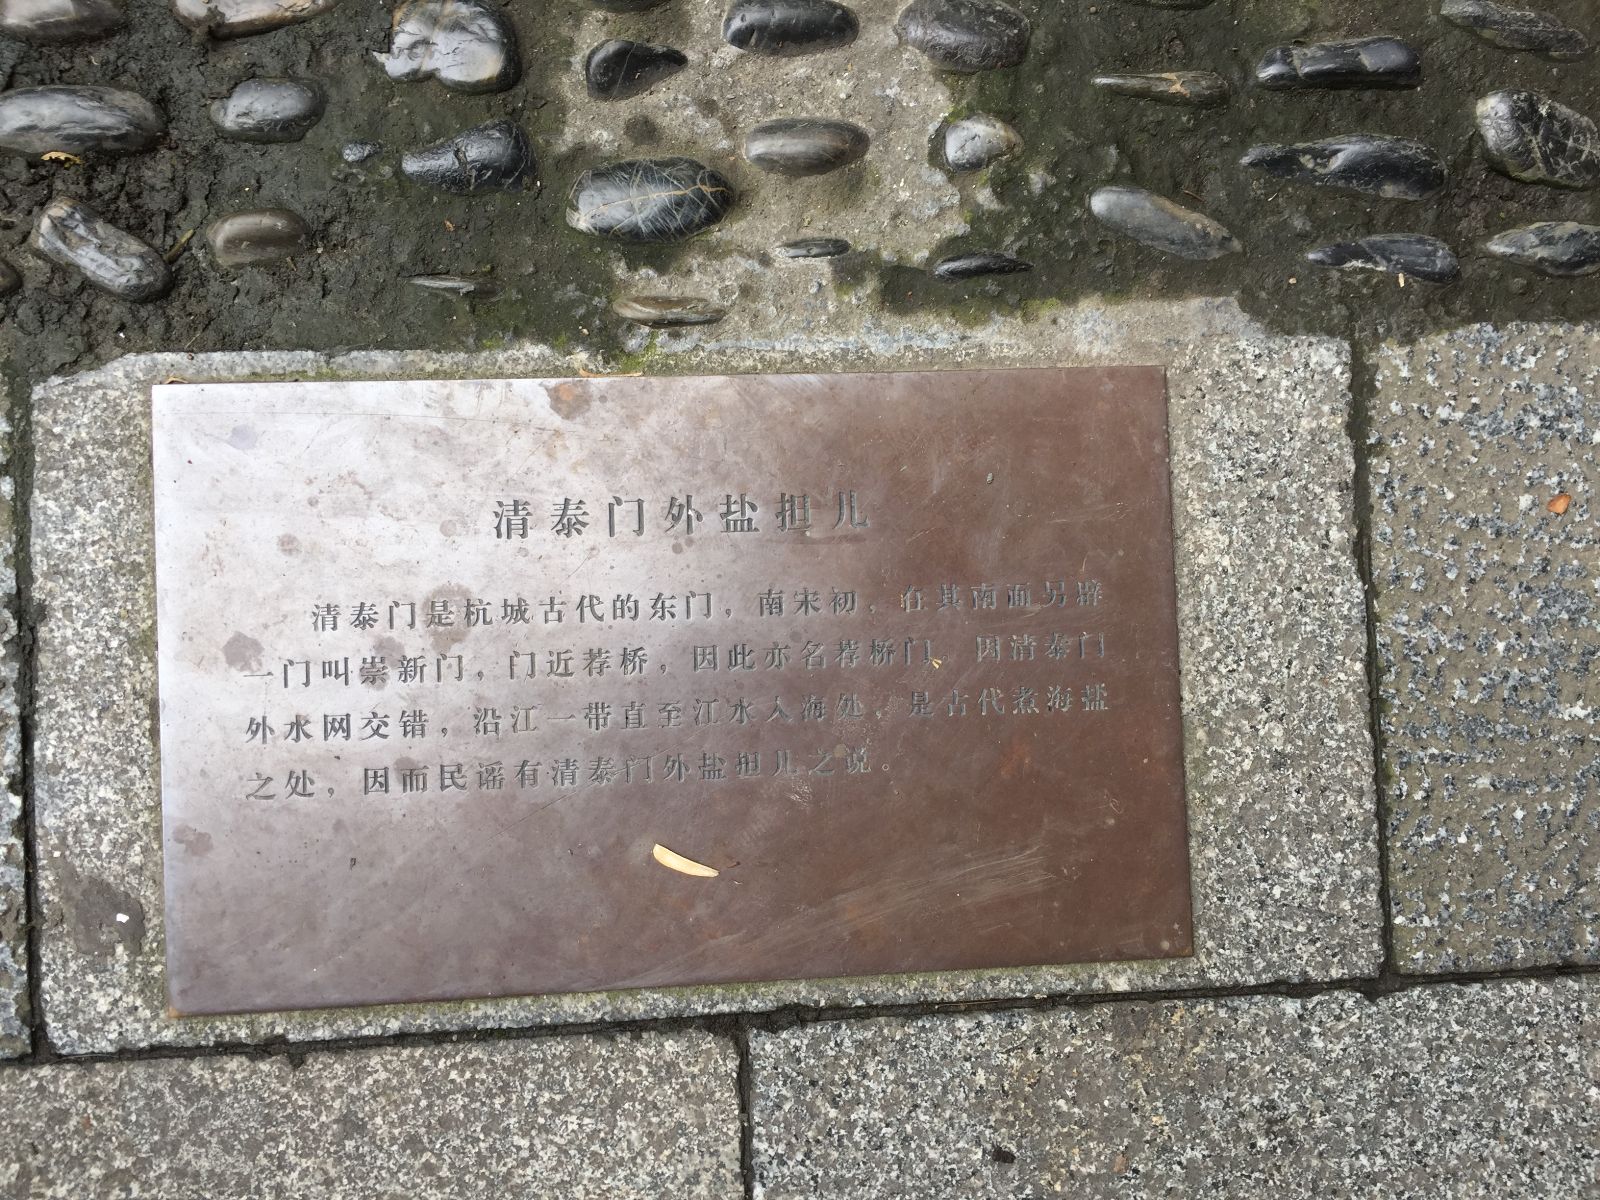 清泰门外盐担儿
清泰门是杭城古代的东门，南宋初，在其南面另辟
一门叫崇新门，门近荐桥，因此亦名荐桥门。因清泰门
外水网交错，沿江一带直至江水入海处，是古代煮海盐
之处，因而民谣有清泰门外盐担儿之说。